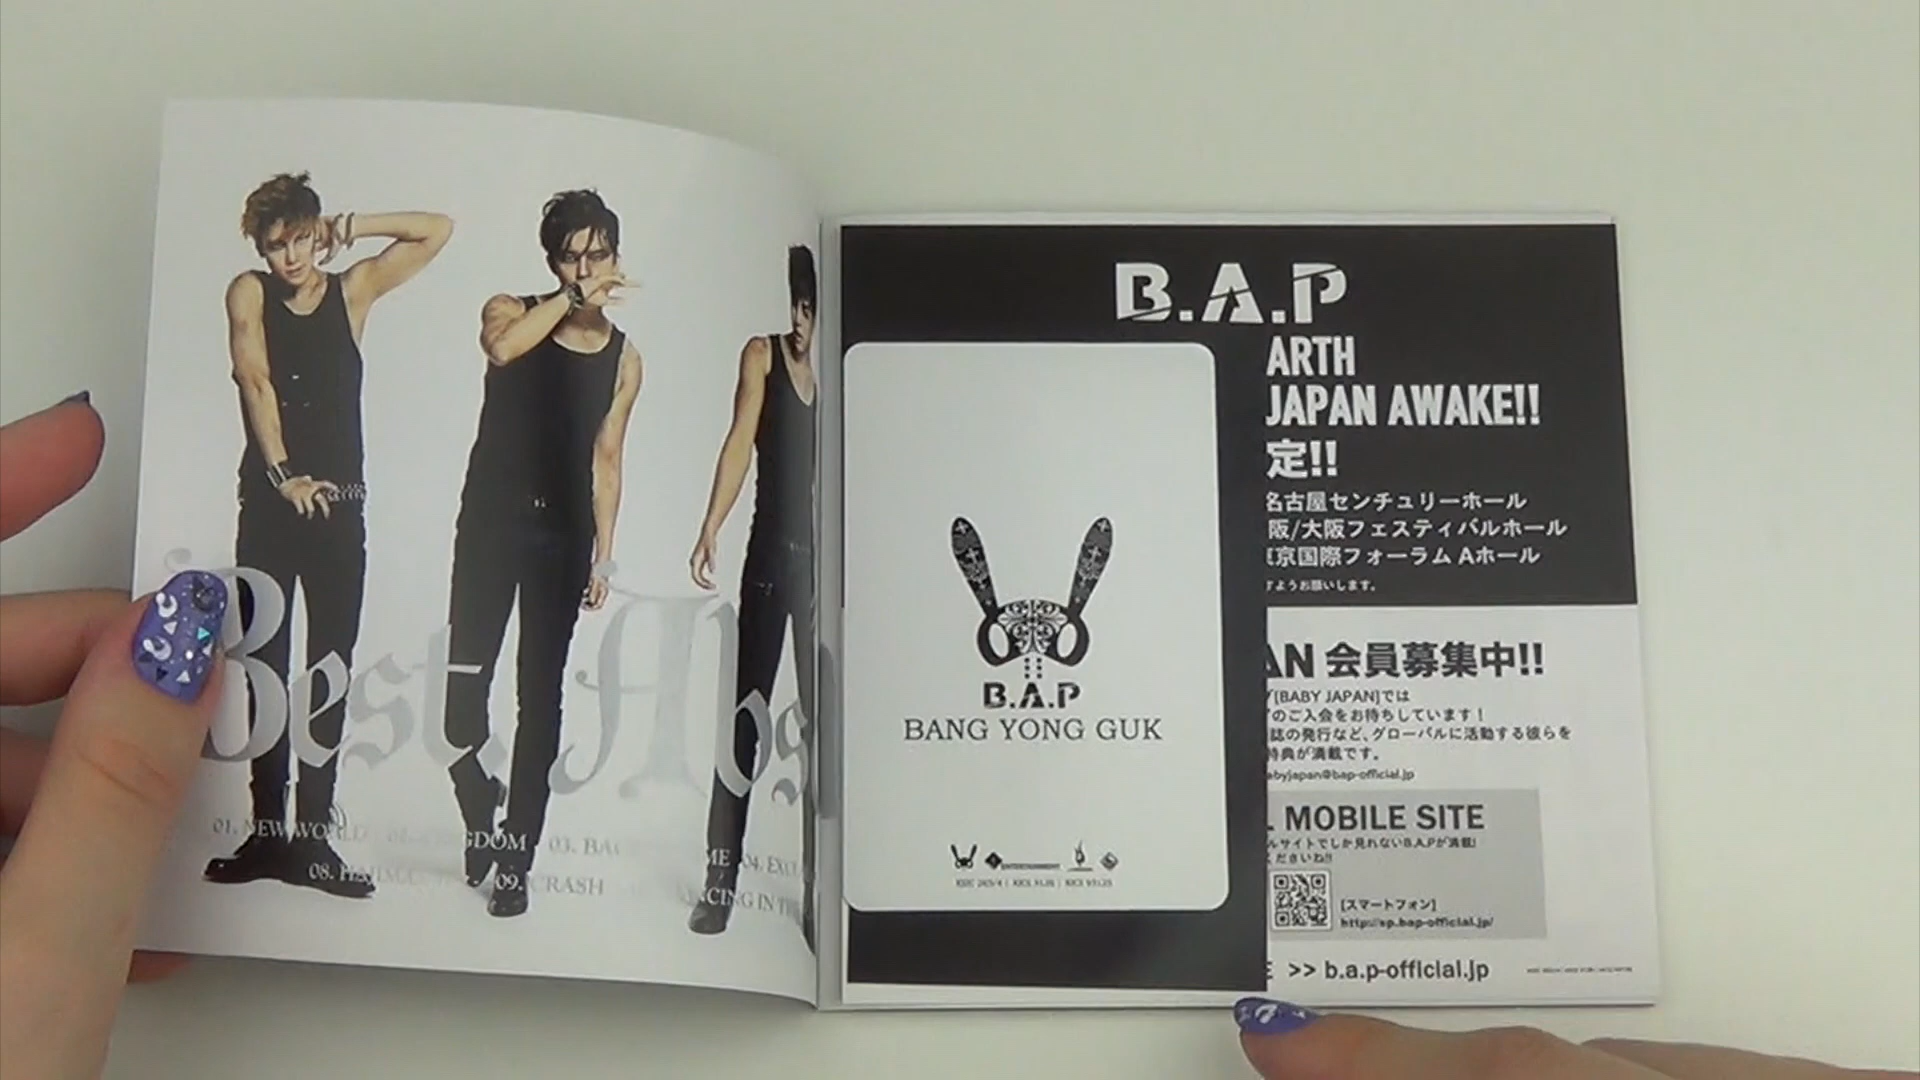 Best. Abs
01. NEW WORLD
GDOM
03. BA
ME
04. EXC
08. HAJIMA
09. CRASH
NCING IN
B.A.P
ARTH
JAPAN AWAKE!!
定!!
名古屋センチュリーホール
阪/大阪フェスティバルホール
京国際フォーラム Aホール
すようお願いします。
B.A.P
BANG YONG GUK
ENTERTAINMENT
AN 会員募集中!!
[BABY JAPAN]では
のご入会をお待ちしています!
誌の発行など、グローバルに活動する彼らを
特典が満載です。
abyjapan@bap-official.jp
L MOBILE SITE
ルサイトでしか見れないB.A.Pが満載!
くださいね!!
[スマートフォン]
http://sp.bap-official.jp/
E >> b.a.p-official.jp